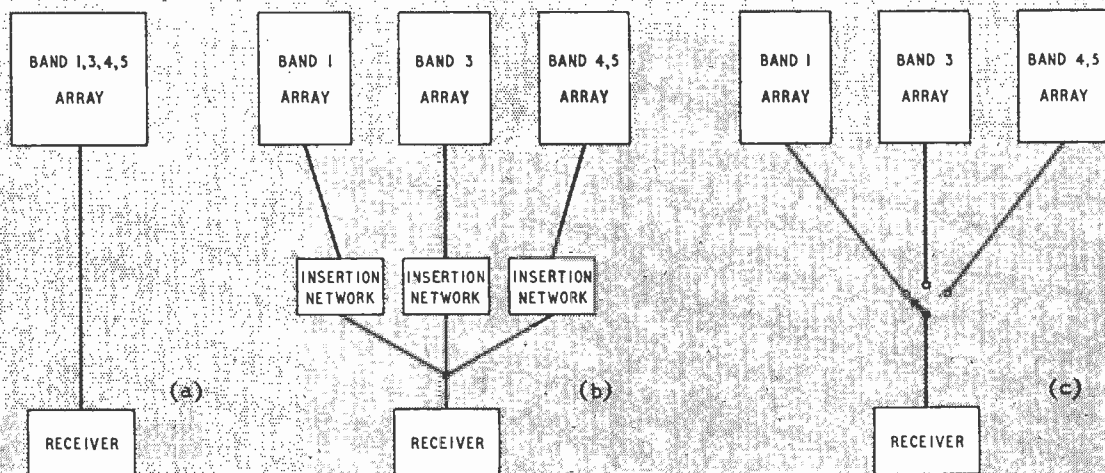 BAND 1,3,4,5
ARRAY
RECEIVER
(a)
BAND 1
ARRAY
BAND 3
ARRAY
BAND 4,5
ARRAY
INSERTION
NETWORK
INSERTION
NETWORK
INSERTION
NETWORK
RECEIVER
(b)
BAND 1
ARRAY
BAND 3
ARRAY
BAND 4,5
ARRAY
RECEIVER
(c)